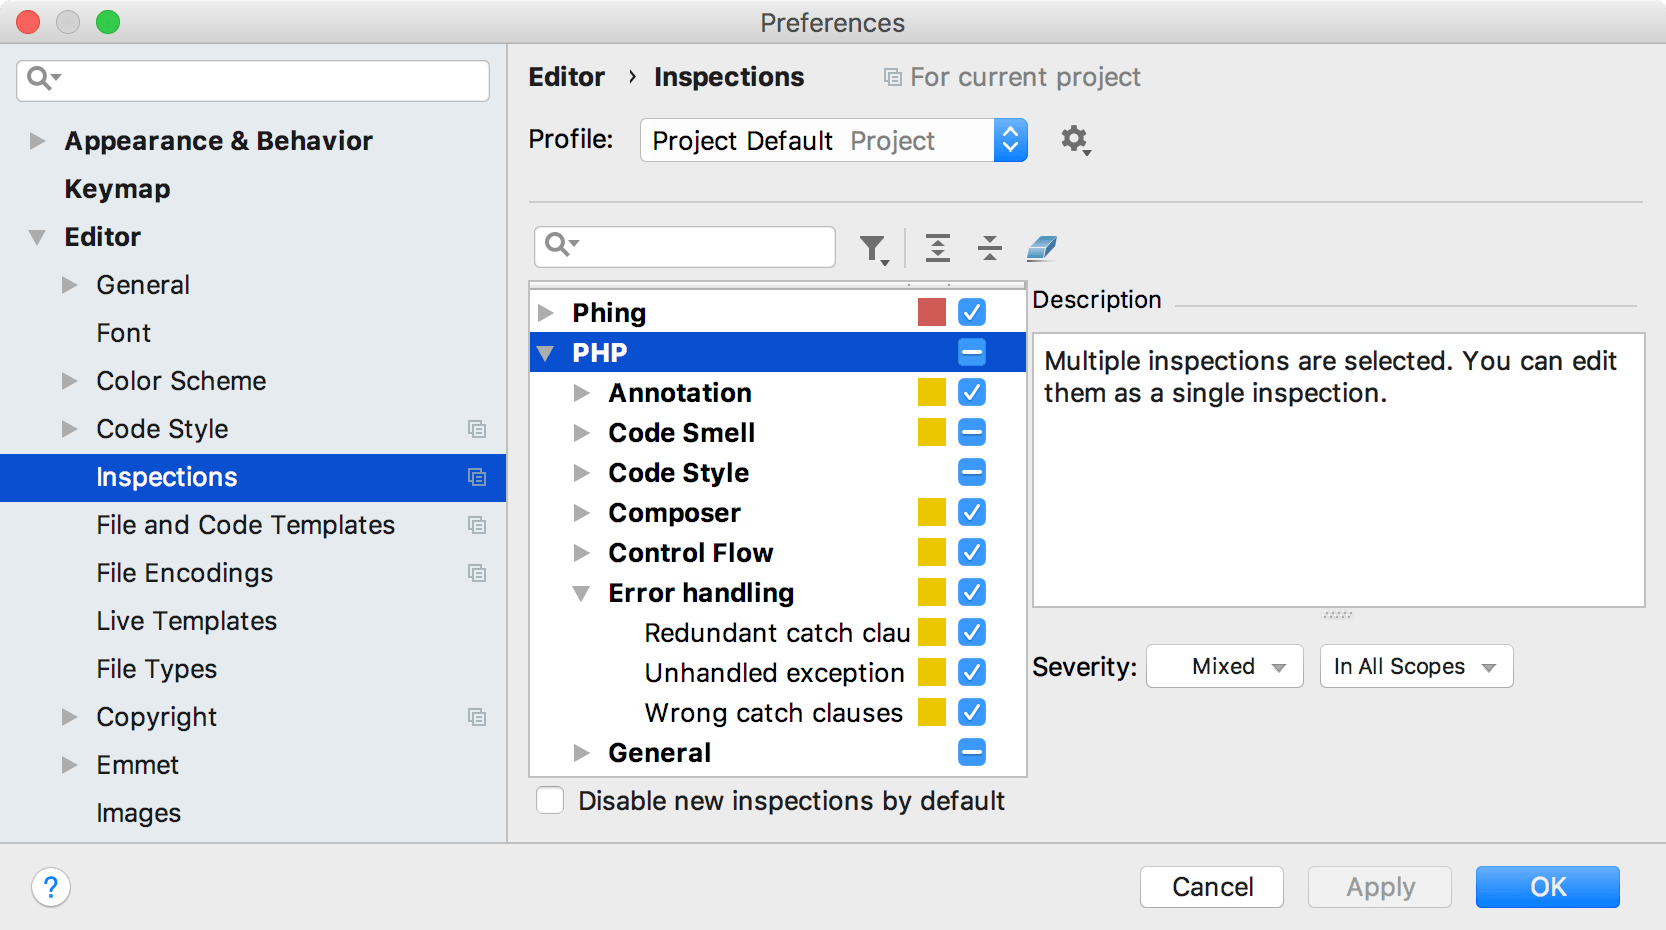 Preferences
Appearance & Behavior
Keymap
Editor
General
Font
Color Scheme
Code Style
Inspections
File and Code Templates
File Encodings
Live Templates
File Types
Copyright
Emmet
Images
Editor › Inspections For current project
Profile: Project Default Project
Phing
PHP
Annotation
Code Smell
Code Style
Composer
Control Flow
Error handling
Redundant catch clau
Unhandled exception
Wrong catch clauses
General
Disable new inspections by default
Description
Multiple inspections are selected. You can edit
them as a single inspection.
Severity: Mixed In All Scopes
?
Cancel Apply OK